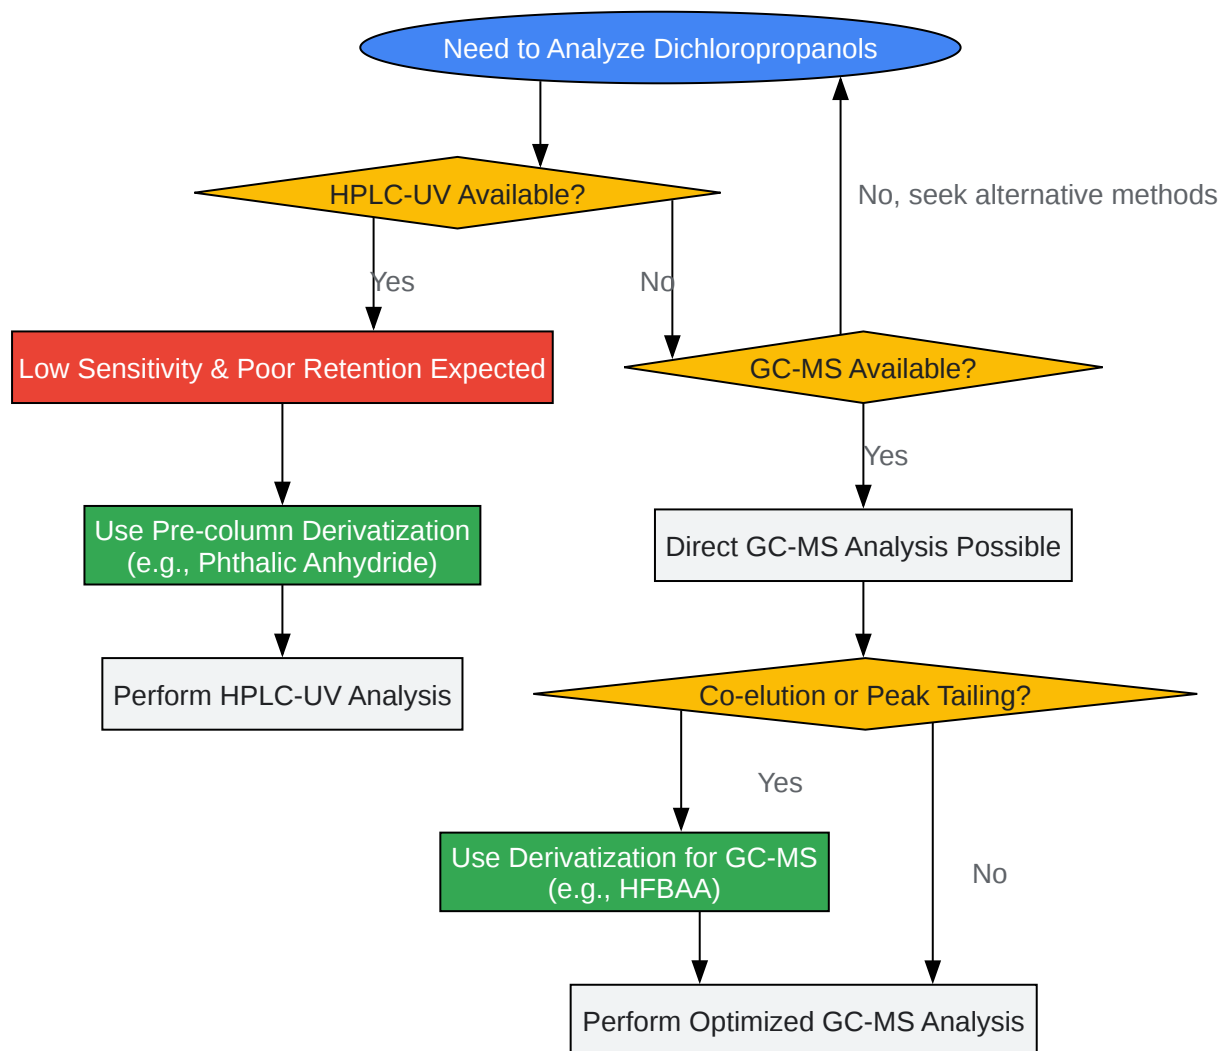 Need to Analyze Dichloropropanols
HPLC-UV Available?
No, seek alternative methods
Yes
No
Low Sensitivity & Poor Retention Expected
GC-MS Available?
Yes
Use Pre-column Derivatization
(e.g., Phthalic Anhydride)
Direct GC-MS Analysis Possible
Perform HPLC-UV Analysis
Co-elution or Peak Tailing?
Yes
Use Derivatization for GC-MS
(e.g., HFBAA)
No
Perform Optimized GC-MS Analysis